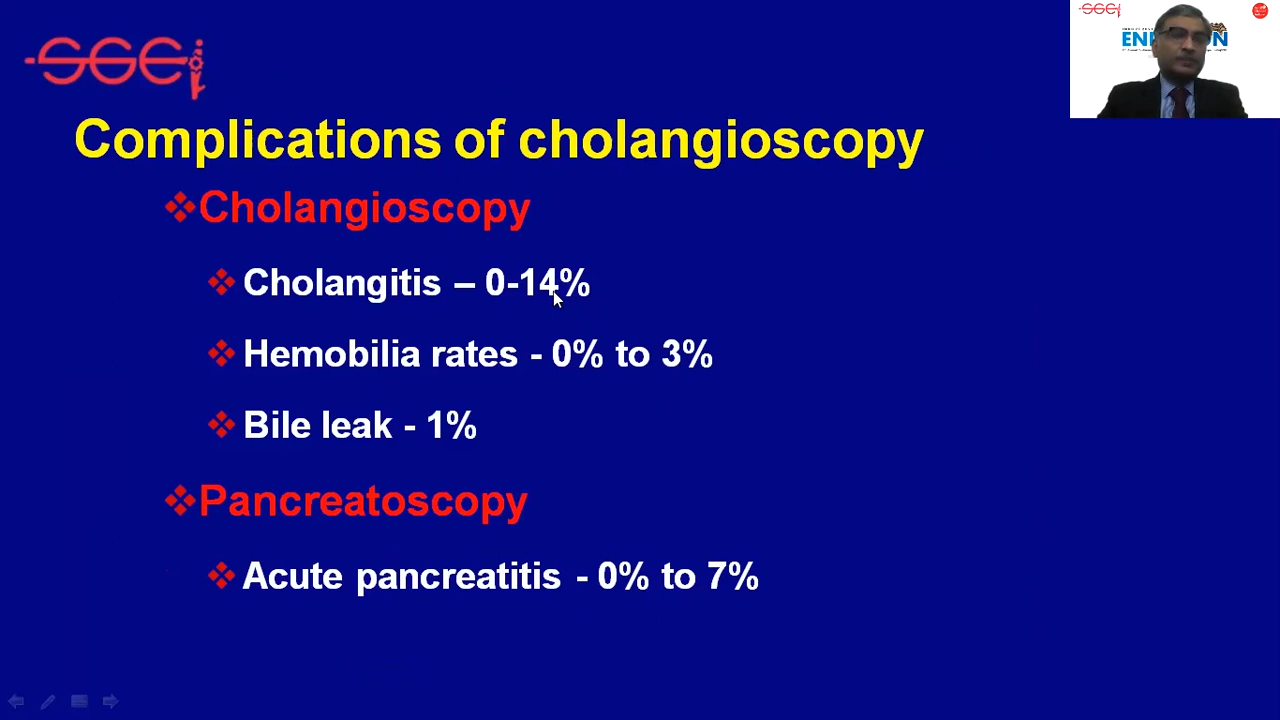 SGEi
SGEi
Complications of cholangioscopy
Cholangioscopy
Cholangitis – 0-14%
Hemobilia rates - 0% to 3%
Bile leak - 1%
Pancreatoscopy
Acute pancreatitis - 0% to 7%